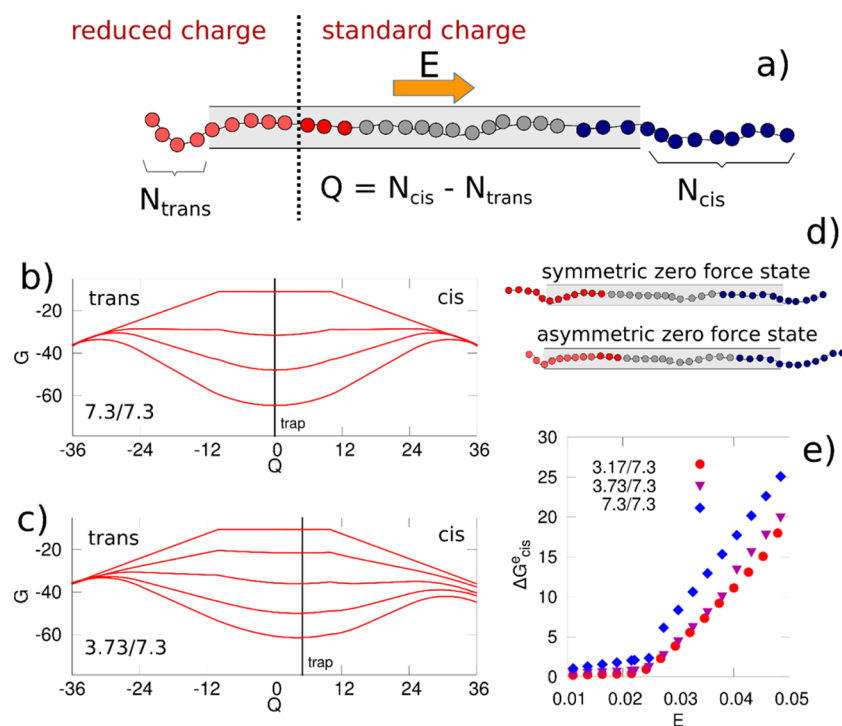 reduced charge
standard charge
E
a)
N_trans
Q = N_cis - N_trans
N_cis
b)
trans
cis
-20
-40
-60
G
7.3/7.3
trap
-36
-24
-12
0
12
24
36
Q
c)
trans
cis
-20
-40
-60
G
3.73/7.3
trap
-36
-24
-12
0
12
24
36
Q
d)
symmetric zero force state
asymmetric zero force state
e)
30
25
20
15
10
5
0
ΔG^e_cis
3.17/7.3
3.73/7.3
7.3/7.3
0.01
0.02
0.03
0.04
0.05
E